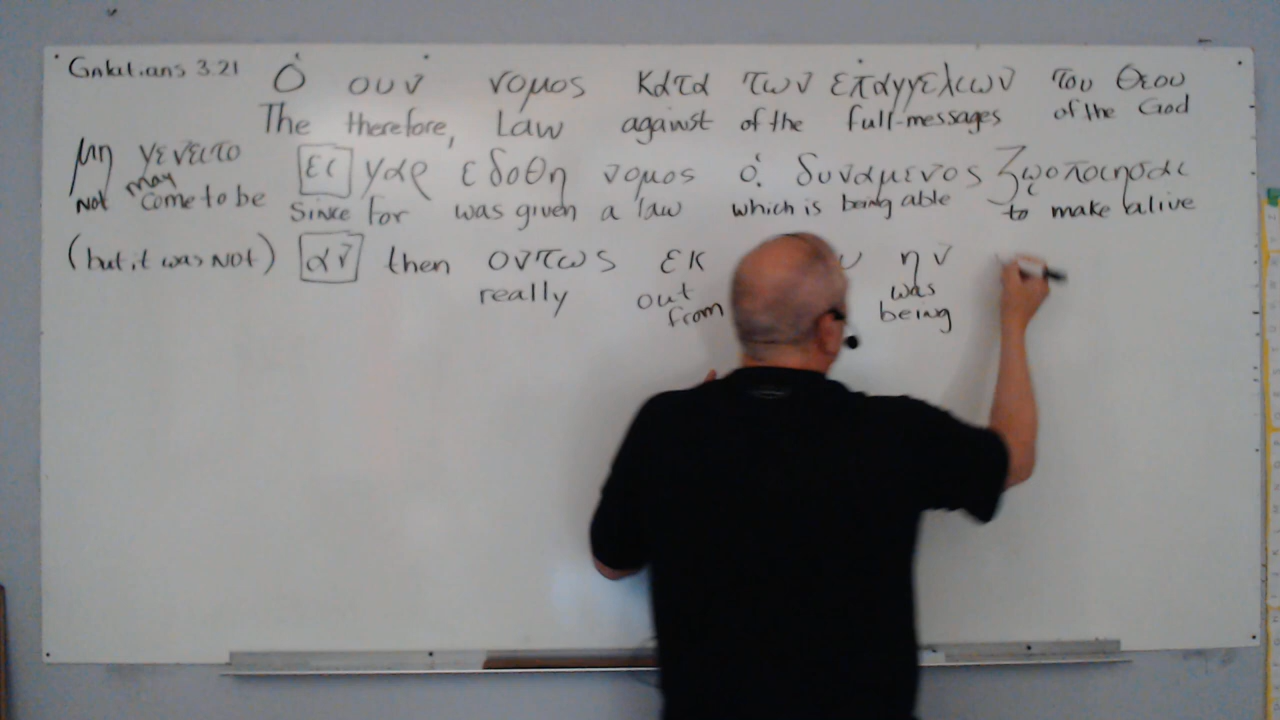 Galatians 3.21 Ὁ ουν νομος κατα των επαγγελιων του Θεου
The therefore, Law against of the full-messages of the God
μη γενειτο ει γαρ εδοθη νομος ὁ. δυναμενος ζωοποιησαι
Not may come to be Since for was given a law which is being able to make alive
(but it was NOT) αν then οντως εκ υ ην
really out from was being